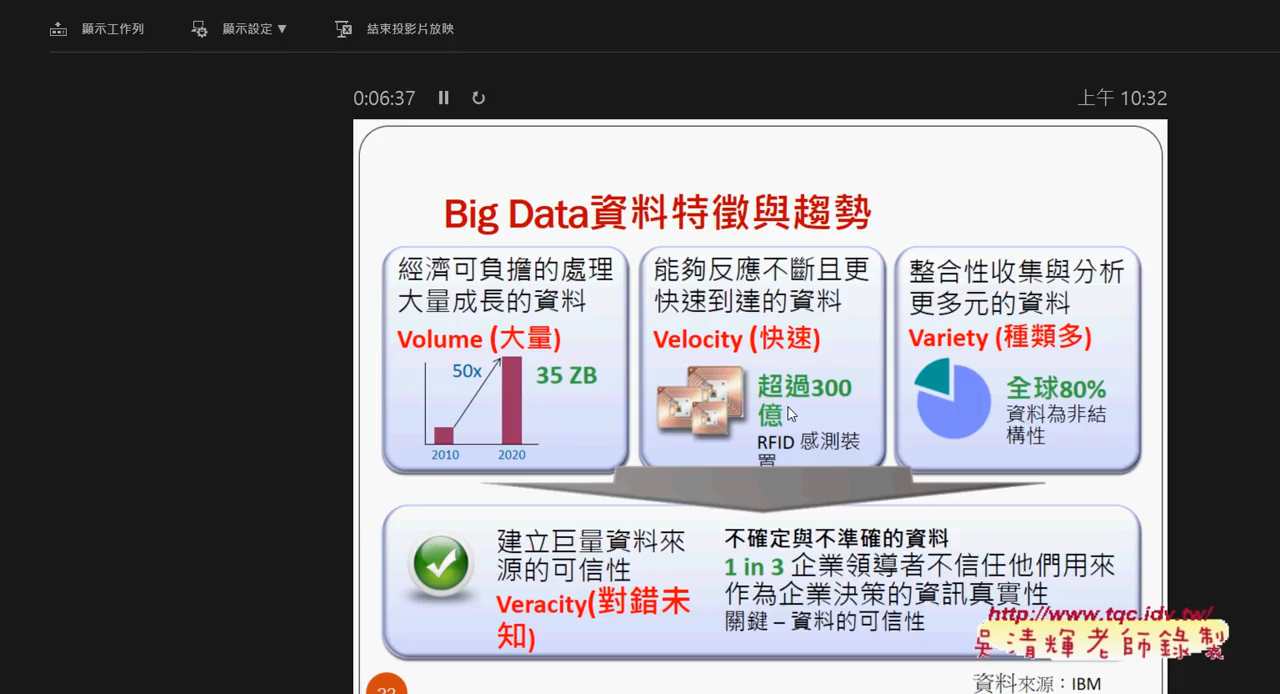 顯示工作列
顯示設定▼
結束投影片放映
0:06:37
上午 10:32
Big Data資料特徵與趨勢
經濟可負擔的處理
大量成長的資料
Volume (大量)
50x
35 ZB
2010
2020
能夠反應不斷且更
快速到達的資料
Velocity (快速)
超過300
億
RFID 感測裝
置
整合性收集與分析
更多元的資料
Variety (種類多)
全球80%
資料為非結
構性
建立巨量資料來
源的可信性
Veracity(對錯未
知)
不確定與不準確的資料
1 in 3 企業領導者不信任他們用來
作為企業決策的資訊真實性
關鍵 – 資料的可信性
http://www.tqc.idv.tw/
吳清輝老師錄製
22
資料來源：IBM